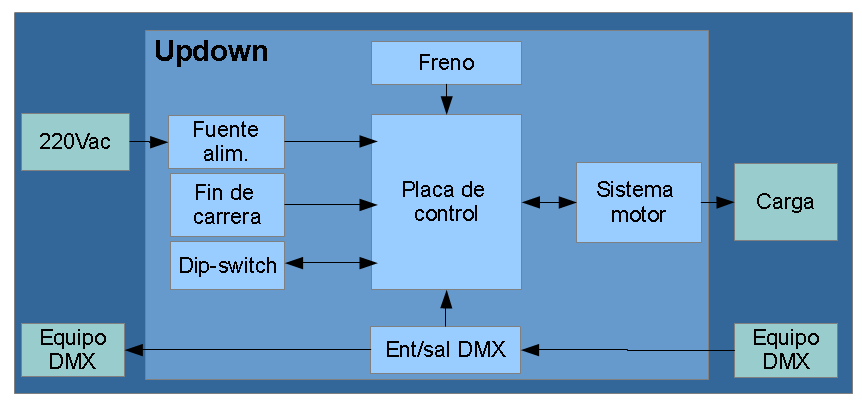 Updown
Freno
220Vac
Fuente
alim.
Fin de
carrera
Dip-switch
Placa de
control
Sistema
motor
Carga
Equipo
DMX
Ent/sal DMX
Equipo
DMX